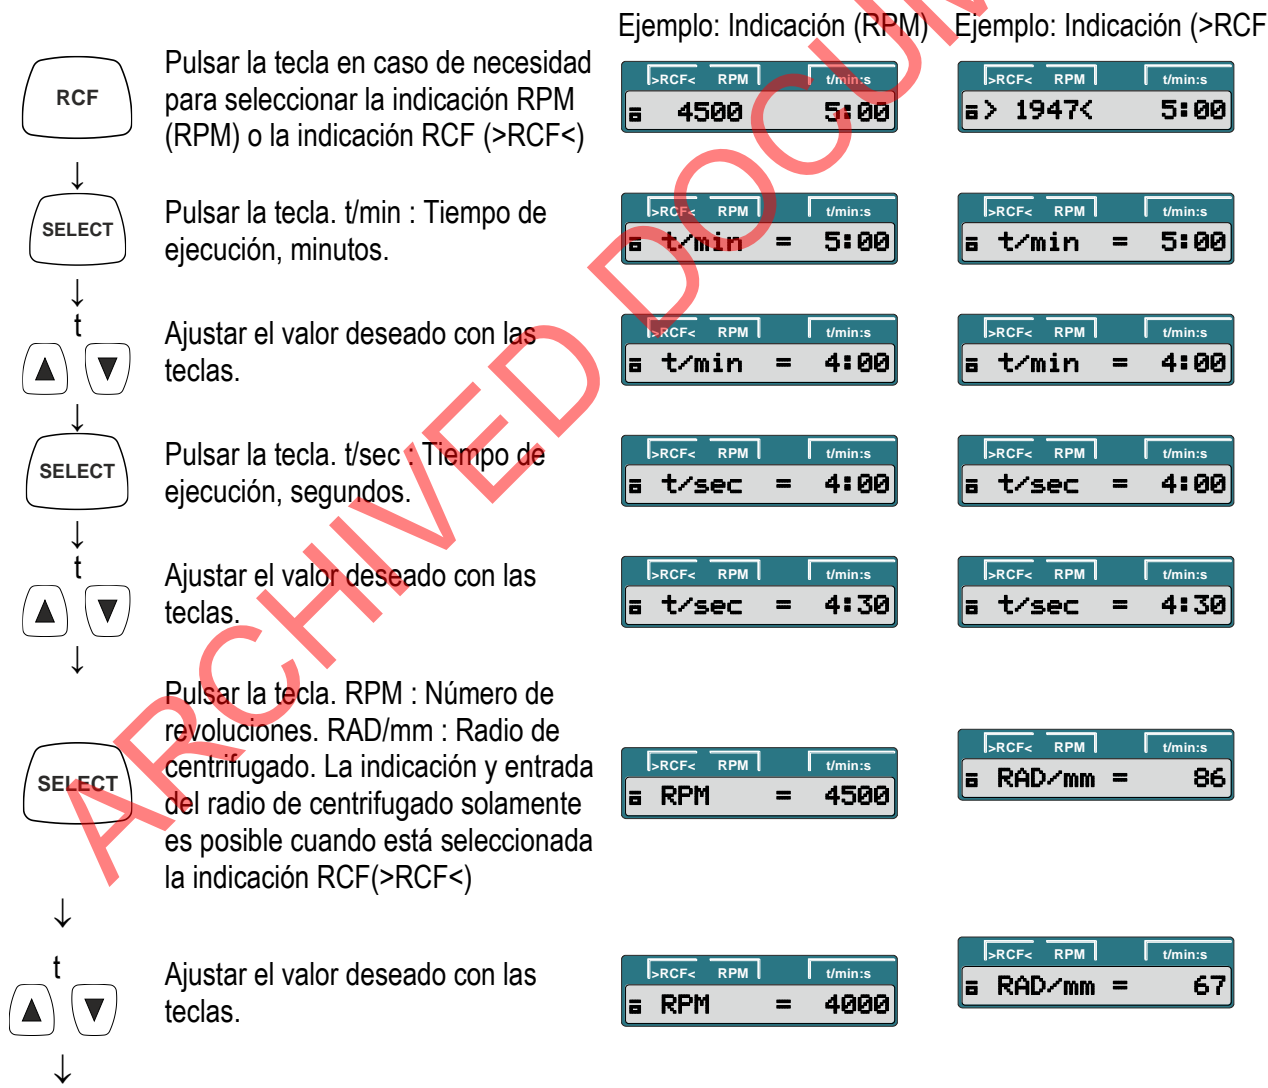 Ejemplo: Indicación (RPM) Ejemplo: Indicación (>RCF
RCF
Pulsar la tecla en caso de necesidad
para seleccionar la indicación RPM
(RPM) o la indicación RCF (>RCF<)
>RCF< RPM t/min:s
4500 5:00
>RCF< RPM t/min:s
> 1947< 5:00
↓
SELECT
Pulsar la tecla. t/min : Tiempo de
ejecución, minutos.
>RCF< RPM t/min:s
t/min = 5:00
>RCF< RPM t/min:s
t/min = 5:00
↓
t
▲ ▼
Ajustar el valor deseado con las
teclas.
>RCF< RPM t/min:s
t/min = 4:00
>RCF< RPM t/min:s
t/min = 4:00
↓
SELECT
Pulsar la tecla. t/sec : Tiempo de
ejecución, segundos.
>RCF< RPM t/min:s
t/sec = 4:00
>RCF< RPM t/min:s
t/sec = 4:00
↓
t
▲ ▼
Ajustar el valor deseado con las
teclas.
>RCF< RPM t/min:s
t/sec = 4:30
>RCF< RPM t/min:s
t/sec = 4:30
↓
SELECT
Pulsar la tecla. RPM : Número de
revoluciones. RAD/mm : Radio de
centrifugado. La indicación y entrada
del radio de centrifugado solamente
es posible cuando está seleccionada
la indicación RCF(>RCF<)
>RCF< RPM t/min:s
RPM = 4500
>RCF< RPM t/min:s
RAD/mm = 86
↓
t
▲ ▼
Ajustar el valor deseado con las
teclas.
>RCF< RPM t/min:s
RPM = 4000
>RCF< RPM t/min:s
RAD/mm = 67
↓
ARCHIVED DOCUM